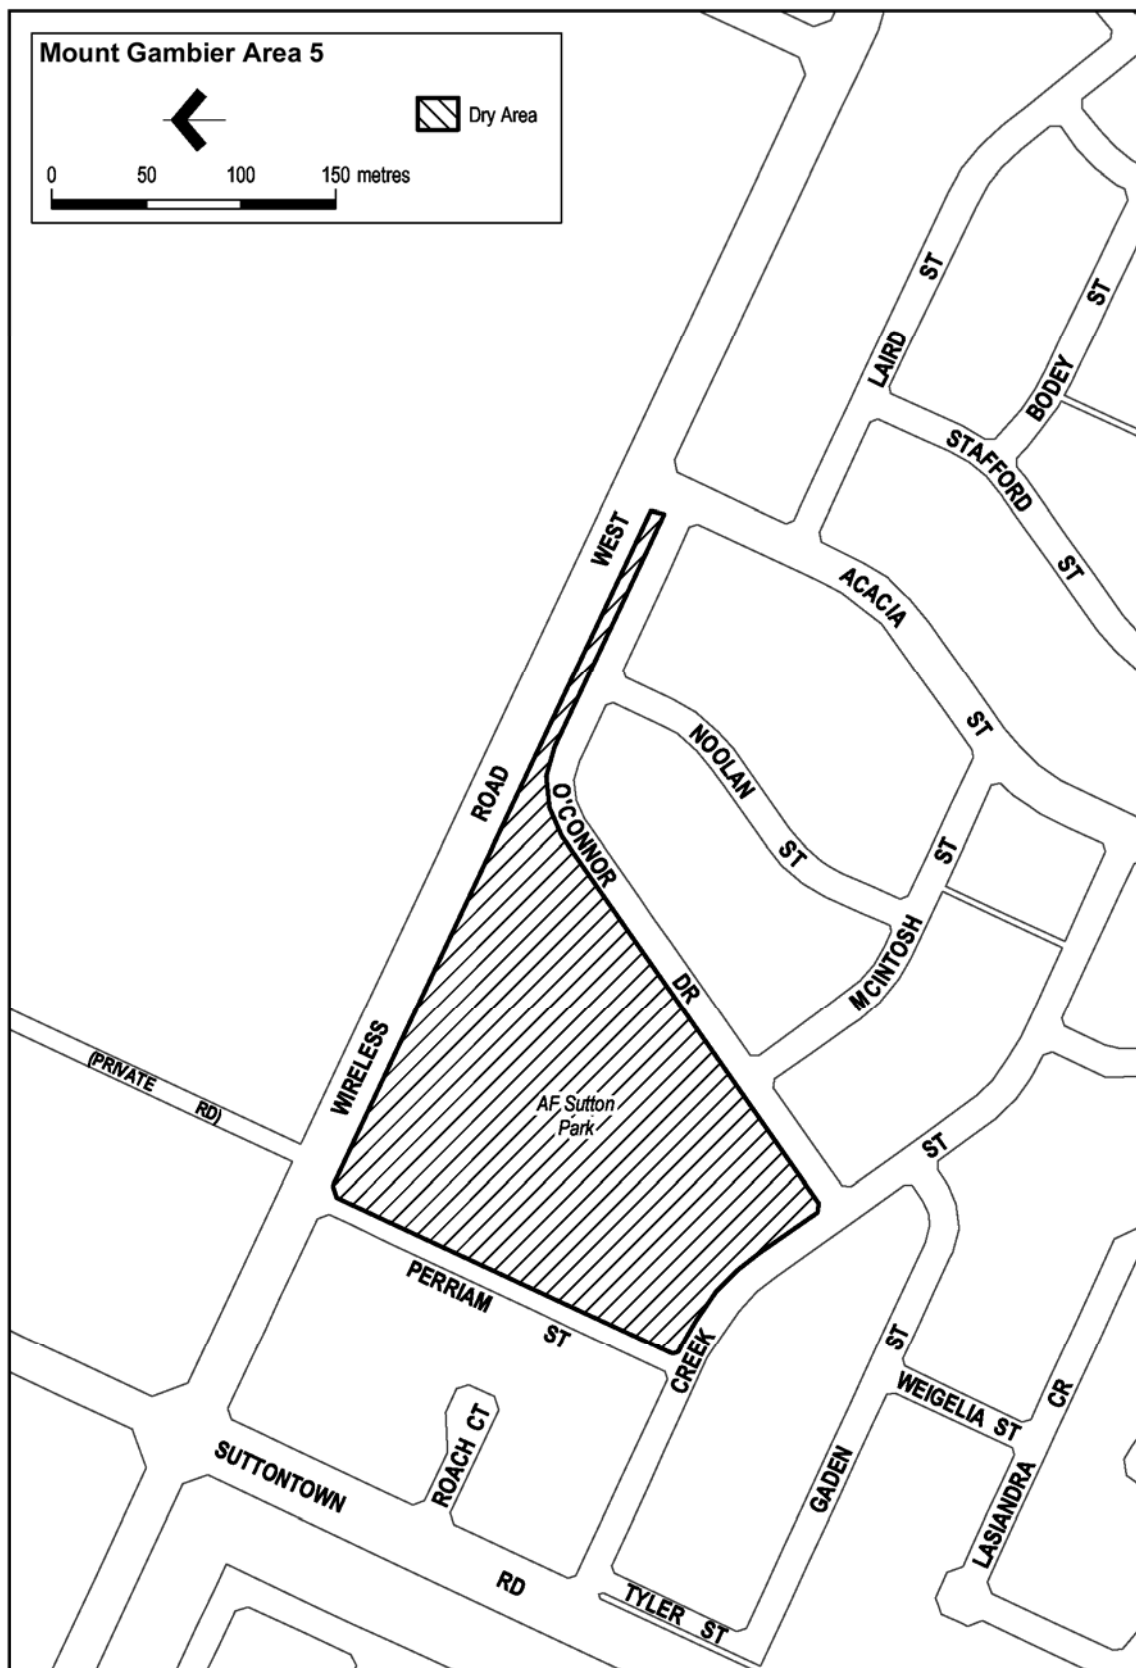 Mount Gambier Area 5
Dry Area
0 50 100 150 metres
LAIRD ST
BODEY ST
STAFFORD ST
WIRELESS ROAD WEST
ACACIA ST
NOOLAN ST
O'CONNOR DR
MCINTOSH ST
(PRIVATE RD)
AF Sutton
Park
CREEK ST
PERRIAM ST
GADEN ST
WEIGELIA ST
LASIANDRA CR
ROACH CT
SUTTONTOWN RD
TYLER ST